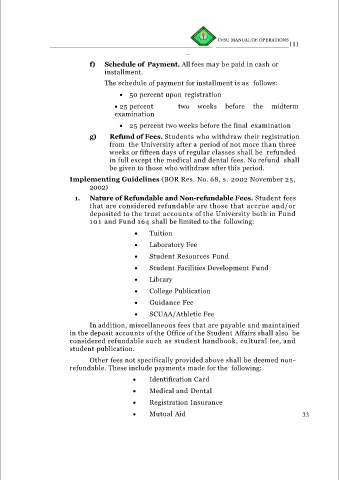 EVSU MANUAL OF OPERATIONS
111
f) Schedule of Payment. All fees may be paid in cash or
installment.
The schedule of payment for installment is as follows:
• 50 percent upon registration
• 25 percent two weeks before the midterm
examination
• 25 percent two weeks before the final examination
g) Refund of Fees. Students who withdraw their registration
from the University after a period of not more than three
weeks or fifteen days of regular classes shall be refunded
in full except the medical and dental fees. No refund shall
be given to those who withdraw after this period.
Implementing Guidelines (BOR Res. No. 68, s. 2002 November 25,
2002)
1. Nature of Refundable and Non-refundable Fees. Student fees
that are considered refundable are those that accrue and/or
deposited to the trust accounts of the University both in Fund
101 and Fund 164 shall be limited to the following:
• Tuition
• Laboratory Fee
• Student Resources Fund
• Student Facilities Development Fund
• Library
• College Publication
• Guidance Fee
• SCUAA/Athletic Fee
In addition, miscellaneous fees that are payable and maintained
in the deposit accounts of the Office of the Student Affairs shall also be
considered refundable such as student handbook, cultural fee, and
student publication.
Other fees not specifically provided above shall be deemed non-
refundable. These include payments made for the following:
• Identification Card
• Medical and Dental
• Registration Insurance
• Mutual Aid
33